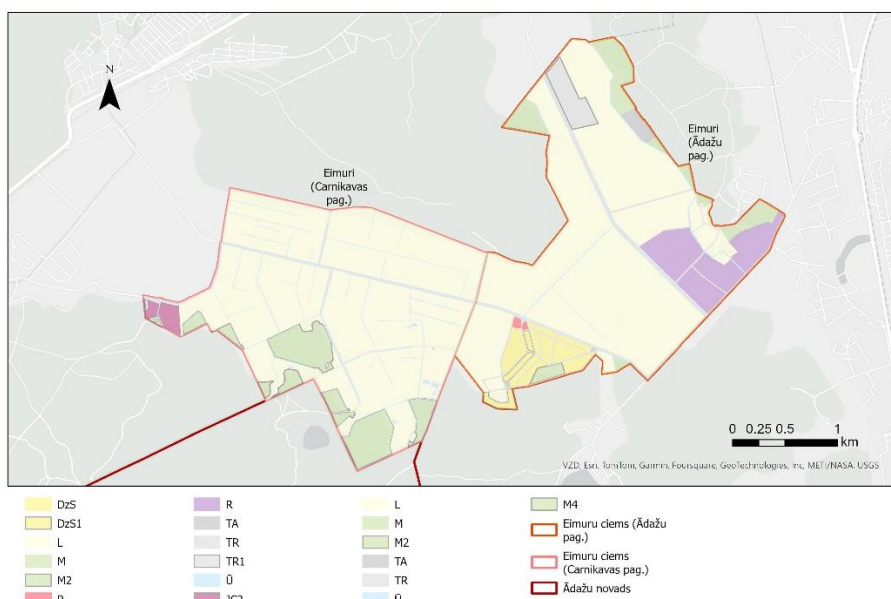 N
Eimuri
(Ādažu
pag.)
Eimuri
(Carnikavas
pag.)
0 0.25 0.5 1
km
VZD, Esri, TomTom, Garmin, Foursquare, GeoTechnologies, Inc, METI/NASA, USGS
DzS
DzS1
L
M
M2
R
TA
TR
TR1
Ū
L
M
M2
TA
TR
Ū
M4
Eimuru ciems (Ādažu
pag.)
Eimuru ciems
(Carnikavas pag.)
Ādažu novads